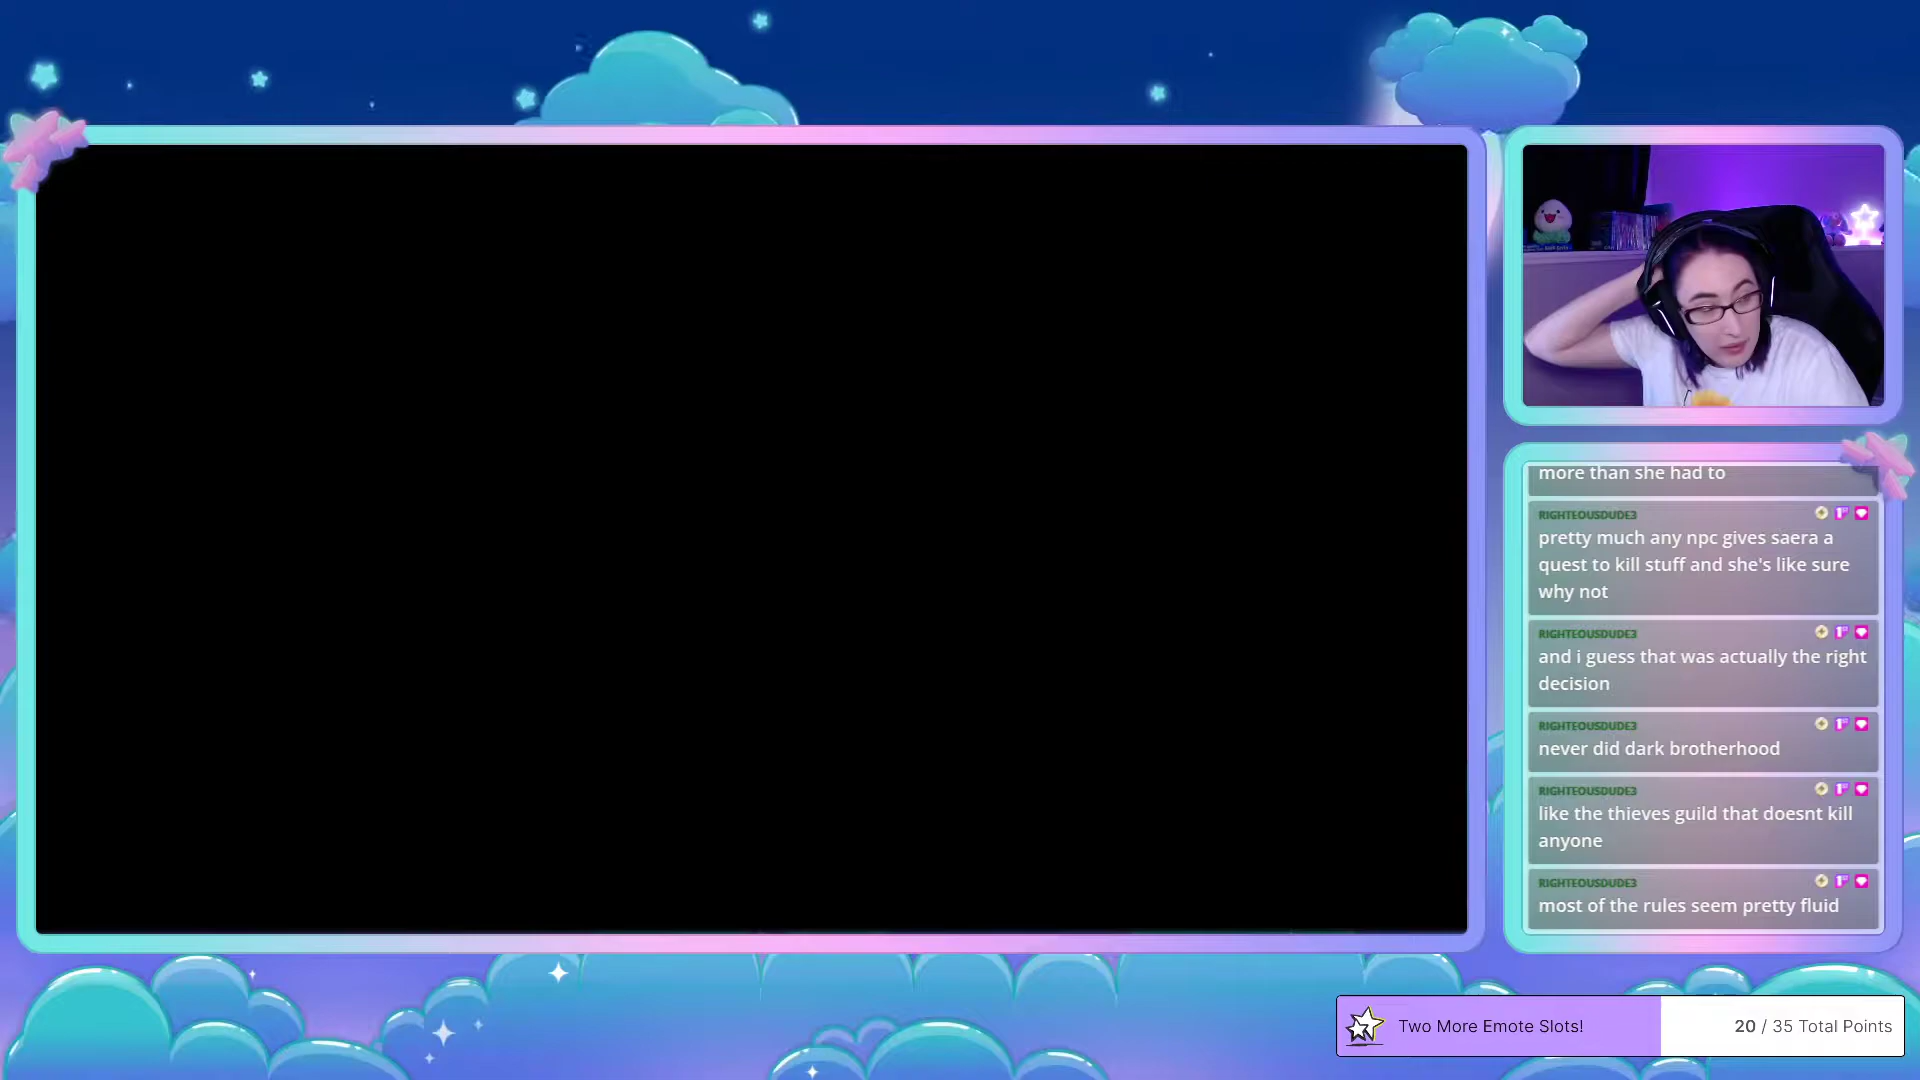 more than she had to
RIGHTEOUSDUDE3
pretty much any npc gives saera a
quest to kill stuff and she's like sure
why not
RIGHTEOUSDUDE3
and i guess that was actually the right
decision
RIGHTEOUSDUDE3
never did dark brotherhood
RIGHTEOUSDUDE3
like the thieves guild that doesnt kill
anyone
RIGHTEOUSDUDE3
most of the rules seem pretty fluid
Two More Emote Slots!
20 / 35 Total Points